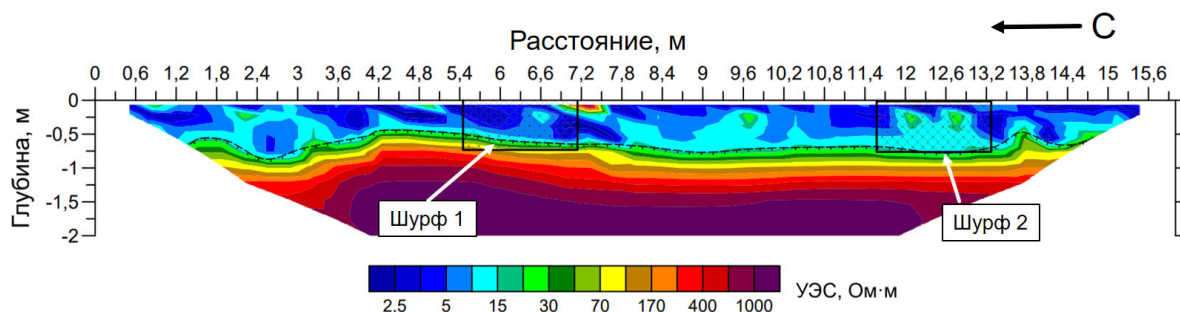 С
Расстояние, м
0 0,6 1,2 1,8 2,4 3 3,6 4,2 4,8 5,4 6 6,6 7,2 7,8 8,4 9 9,6 10,2 10,8 11,4 12 12,6 13,2 13,8 14,4 15 15,6
Глубина, м
0
-0,5
-1
-1,5
-2
Шурф 1
Шурф 2
2.5 5 15 30 70 170 400 1000
УЭС, Ом·м